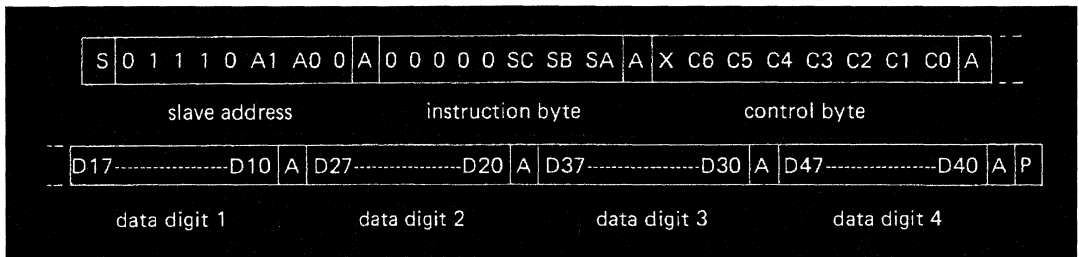 S 0 1 1 1 0 A1 A0 0 A 0 0 0 0 0 SC SB SA A X C6 C5 C4 C3 C2 C1 C0 A
slave address instruction byte control byte
D17-----------------D10 A D27-----------------D20 A D37-----------------D30 A D47-----------------D40 A P
data digit 1 data digit 2 data digit 3 data digit 4